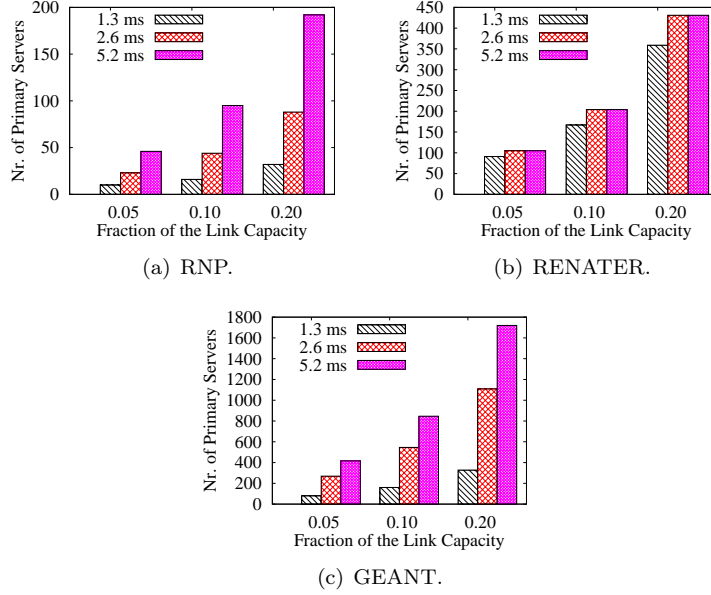 200
150
100
50
0
Nr. of Primary Servers
1.3 ms
2.6 ms
5.2 ms
0.05 0.10 0.20
Fraction of the Link Capacity
(a) RNP.
450
400
350
300
250
200
150
100
50
0
Nr. of Primary Servers
1.3 ms
2.6 ms
5.2 ms
0.05 0.10 0.20
Fraction of the Link Capacity
(b) RENATER.
1800
1600
1400
1200
1000
800
600
400
200
0
Nr. of Primary Servers
1.3 ms
2.6 ms
5.2 ms
0.05 0.10 0.20
Fraction of the Link Capacity
(c) GEANT.